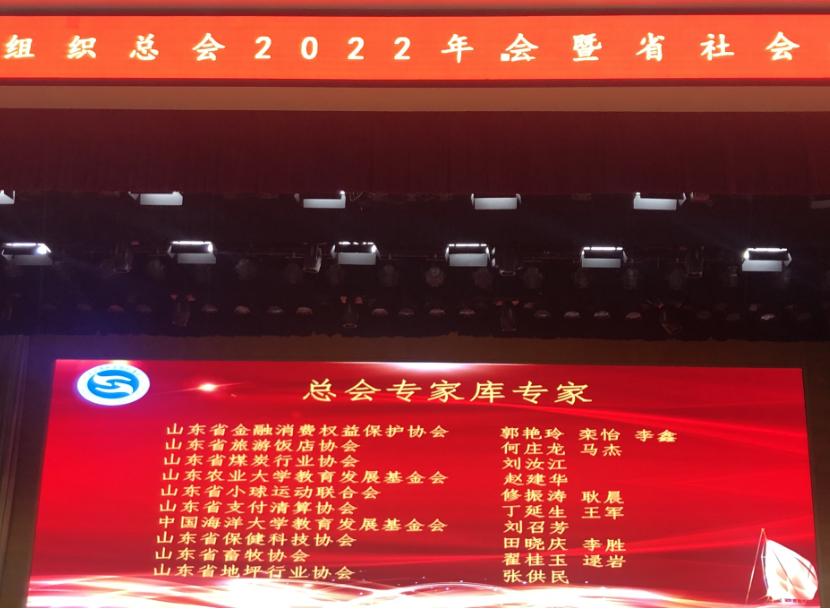 组织总会2022年会暨省社会
总会专家库专家
山东省金融消费权益保护协会 郭艳玲 栾怡 李鑫
山东省旅游饭店协会 何庄龙 马杰
山东省煤炭行业协会 刘汝江
山东农业大学教育发展基金会 赵建华
山东省小球运动联合会 修振涛 耿晨
山东省支付清算协会 丁延生 王军
中国海洋大学教育发展基金会 刘召芳
山东省保健科技协会 田晓庆 李胜
山东省畜牧协会 翟桂玉 逯岩
山东省地坪行业协会 张供民